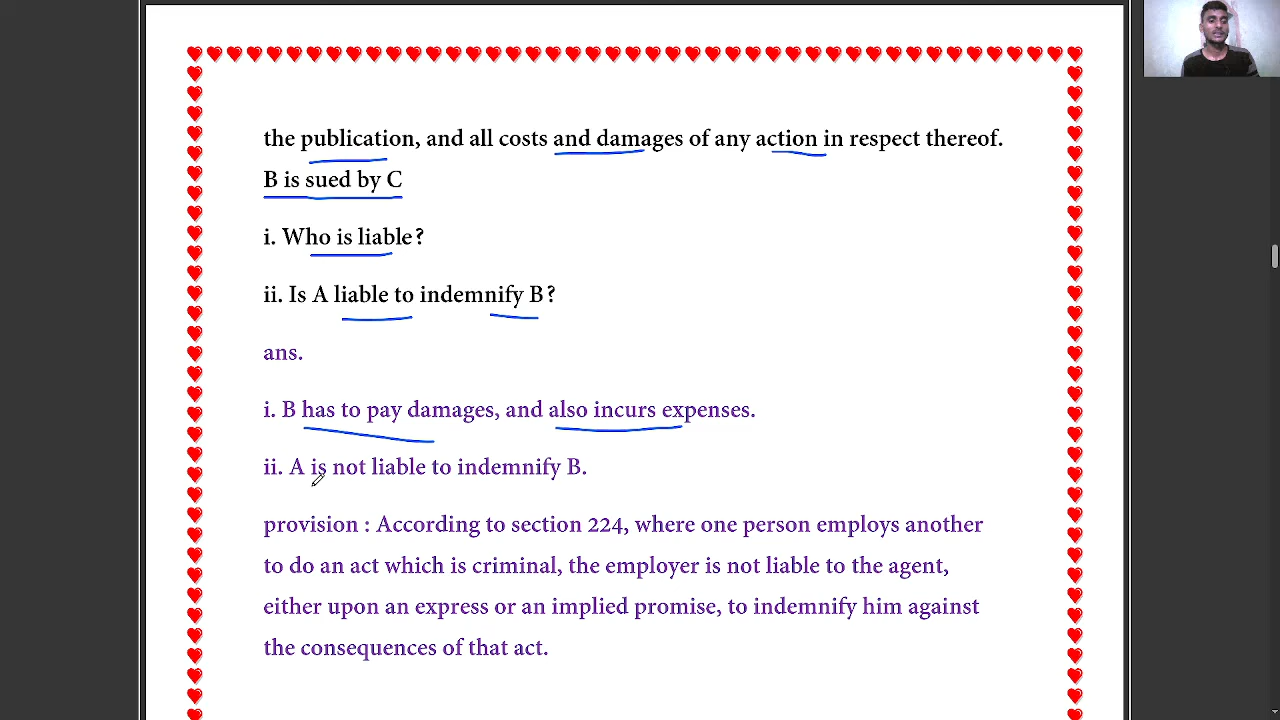 the publication, and all costs and damages of any action in respect thereof.
B is sued by C
i. Who is liable?
ii. Is A liable to indemnify B?
ans.
i. B has to pay damages, and also incurs expenses.
ii. A is not liable to indemnify B.
provision : According to section 224, where one person employs another
to do an act which is criminal, the employer is not liable to the agent,
either upon an express or an implied promise, to indemnify him against
the consequences of that act.